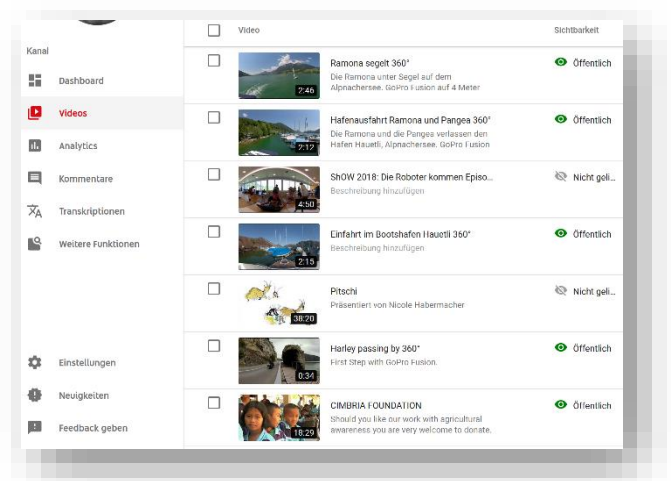 Kanal
Dashboard
Videos
Analytics
Kommentare
Transkriptionen
Weitere Funktionen
Einstellungen
Neuigkeiten
Feedback geben
Video Sichtbarkeit
Ramona segelt 360° Öffentlich
Die Ramona unter Segel auf dem
Alpnachersee. GoPro Fusion auf 4 Meter
2:46
Hafenausfahrt Ramona und Pangea 360° Öffentlich
Die Ramona und die Pangea verlassen den
Hafen Hauetli, Alpnachersee. GoPro Fusion
2:12
ShOW 2018: Die Roboter kommen Episo... Nicht geli...
Beschreibung hinzufügen
4:50
Einfahrt im Bootshafen Hauetli 360° Öffentlich
Beschreibung hinzufügen
2:15
Pitschi Nicht geli...
Präsentiert von Nicole Habermacher
38:20
Harley passing by 360° Öffentlich
First Step with GoPro Fusion.
0:34
CIMBRIA FOUNDATION Öffentlich
Should you like our work with agricultural
awareness you are very welcome to donate.
18:29